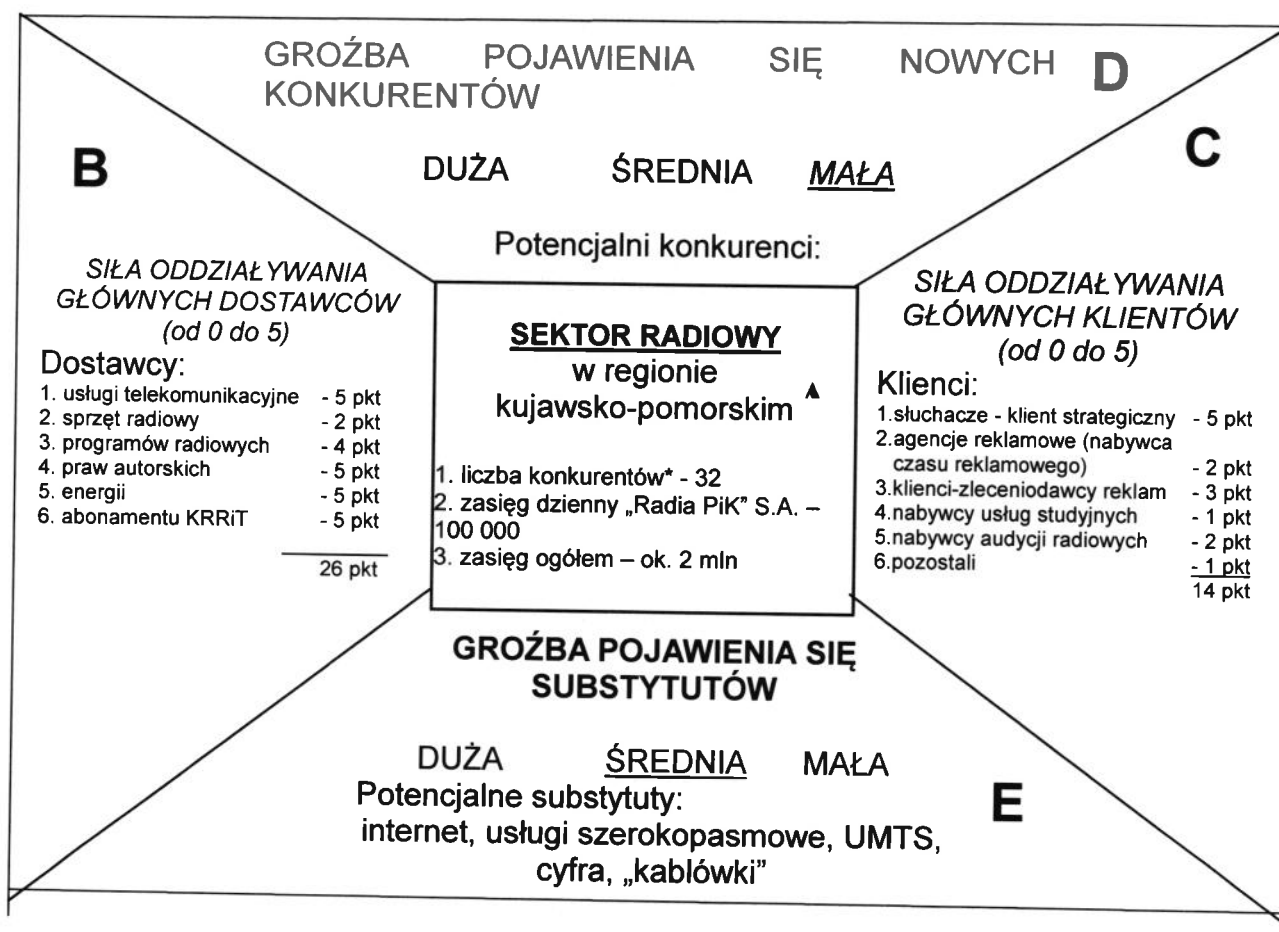 GROŹBA POJAWIENIA SIĘ NOWYCH
KONKURENTÓW
D
DUŻA ŚREDNIA MAŁA
Potencjalni konkurenci:
B
SIŁA ODDZIAŁYWANIA
GŁÓWNYCH DOSTAWCÓW
(od 0 do 5)
Dostawcy:
1. usługi telekomunikacyjne - 5 pkt
2. sprzęt radiowy - 2 pkt
3. programów radiowych - 4 pkt
4. praw autorskich - 5 pkt
5. energii - 5 pkt
6. abonamentu KRRiT - 5 pkt
26 pkt
SEKTOR RADIOWY
w regionie
kujawsko-pomorskim
A
1. liczba konkurentów* - 32
2. zasięg dzienny „Radia PiK” S.A. –
100 000
3. zasięg ogółem – ok. 2 mln
C
SIŁA ODDZIAŁYWANIA
GŁÓWNYCH KLIENTÓW
(od 0 do 5)
Klienci:
1.słuchacze - klient strategiczny - 5 pkt
2.agencje reklamowe (nabywca
czasu reklamowego) - 2 pkt
3.klienci-zleceniodawcy reklam - 3 pkt
4.nabywcy usług studyjnych - 1 pkt
5.nabywcy audycji radiowych - 2 pkt
6.pozostali - 1 pkt
14 pkt
GROŹBA POJAWIENIA SIĘ
SUBSTYTUTÓW
DUŻA ŚREDNIA MAŁA
Potencjalne substytuty:
internet, usługi szerokopasmowe, UMTS,
cyfra, „kablówki”
E